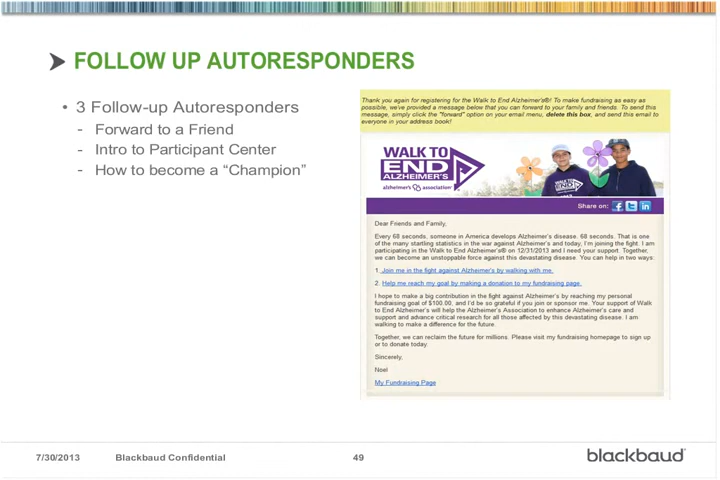 FOLLOW UP AUTORESPONDERS
• 3 Follow-up Autoresponders
- Forward to a Friend
- Intro to Participant Center
- How to become a “Champion”
Thank you again for registering for the Walk to End Alzheimer's®! To make fundraising as easy as
possible, we've provided a message below that you can forward to your family and friends. To send this
message, simply click the "forward" option on your email menu, delete this box, and send this email to
everyone in your address book!
WALK TO
END
ALZHEIMER'S
alzheimer's association
WALK TO
END
Share on:
Dear Friends and Family,
Every 68 seconds, someone in America develops Alzheimer's disease. 68 seconds. That is one
of the many startling statistics in the war against Alzheimer's and today, I'm joining the fight. I am
participating in the Walk to End Alzheimer's® on 12/31/2013 and I need your support. Together,
we can become an unstoppable force against this devastating disease. You can help in two ways:
1. Join me in the fight against Alzheimer's by walking with me.
2. Help me reach my goal by making a donation to my fundraising page.
I hope to make a big contribution in the fight against Alzheimer's by reaching my personal
fundraising goal of $100.00, and I'd be so grateful if you join or sponsor me. Your support of Walk
to End Alzheimer's will help the Alzheimer's Association to enhance Alzheimer's care and
support and advance critical research for all those affected by this devastating disease. I am
walking to make a difference for the future.
Together, we can reclaim the future for millions. Please visit my fundraising homepage to sign up
or to donate today.
Sincerely,
Noel
My Fundraising Page
7/30/2013 Blackbaud Confidential 49 blackbaud